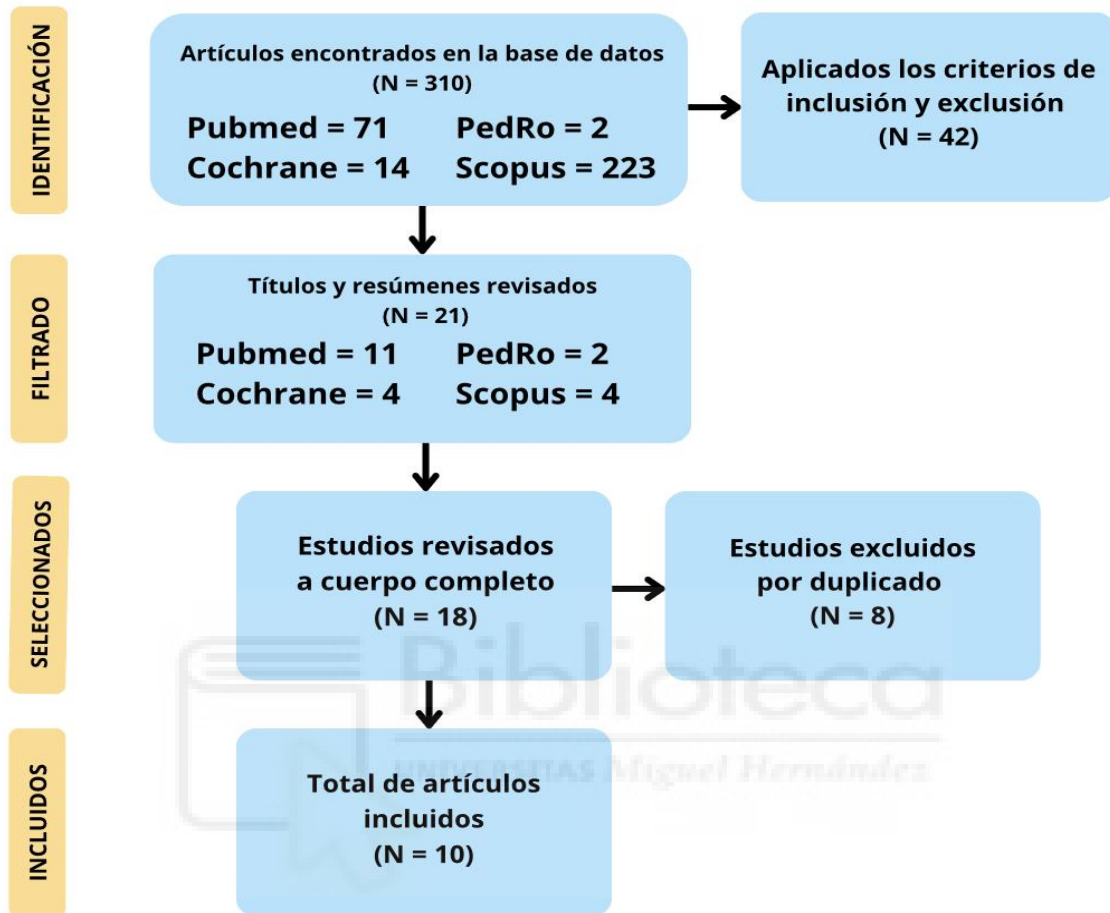 IDENTIFICACIÓN
Artículos encontrados en la base de datos
(N = 310)
Pubmed = 71 PedRo = 2
Cochrane = 14 Scopus = 223
Aplicados los criterios de
inclusión y exclusión
(N = 42)
FILTRADO
Títulos y resúmenes revisados
(N = 21)
Pubmed = 11 PedRo = 2
Cochrane = 4 Scopus = 4
SELECCIONADOS
Estudios revisados
a cuerpo completo
(N = 18)
Estudios excluidos
por duplicado
(N = 8)
Biblioteca
UNIVERSITAS Miguel Hernández
INCLUIDOS
Total de artículos
incluidos
(N = 10)